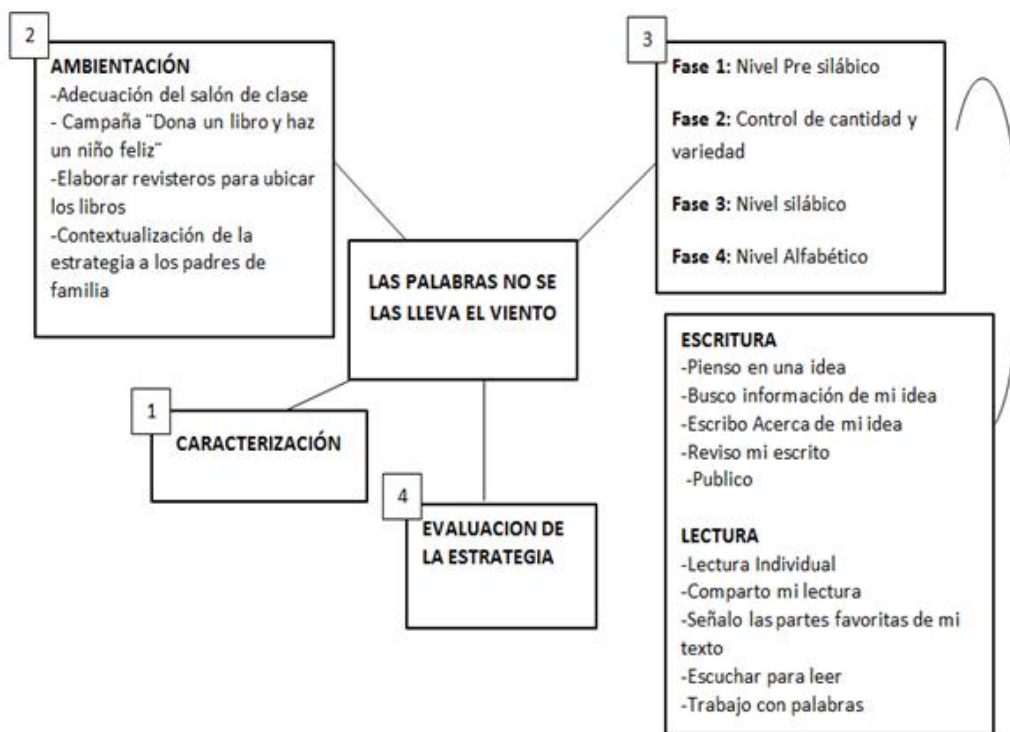 2
AMBIENTACIÓN
-Adecuación del salón de clase
- Campaña ¨Dona un libro y haz
un niño feliz¨
-Elaborar revisteros para ubicar
los libros
-Contextualización de la
estrategia a los padres de
familia
3
Fase 1: Nivel Pre silábico
Fase 2: Control de cantidad y
variedad
Fase 3: Nivel silábico
Fase 4: Nivel Alfabético
LAS PALABRAS NO SE
LAS LLEVA EL VIENTO
ESCRITURA
-Pienso en una idea
-Busco información de mi idea
-Escribo Acerca de mi idea
-Reviso mi escrito
-Publico
LECTURA
-Lectura Individual
-Comparto mi lectura
-Señalo las partes favoritas de mi
texto
-Escuchar para leer
-Trabajo con palabras
1
CARACTERIZACIÓN
4
EVALUACION DE
LA ESTRATEGIA